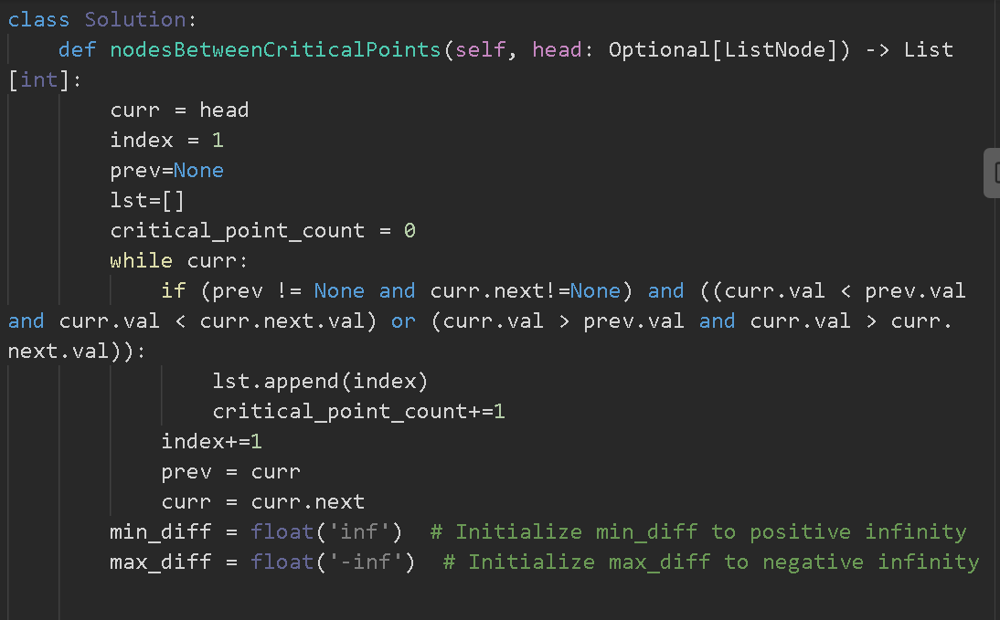 class Solution:
    def nodesBetweenCriticalPoints(self, head: Optional[ListNode]) -> List
[int]:
        curr = head
        index = 1
        prev=None
        lst=[]
        critical_point_count = 0
        while curr:
            if (prev != None and curr.next!=None) and ((curr.val < prev.val
and curr.val < curr.next.val) or (curr.val > prev.val and curr.val > curr.
next.val)):
                lst.append(index)
                critical_point_count+=1
            index+=1
            prev = curr
            curr = curr.next
        min_diff = float('inf')  # Initialize min_diff to positive infinity
        max_diff = float('-inf')  # Initialize max_diff to negative infinity